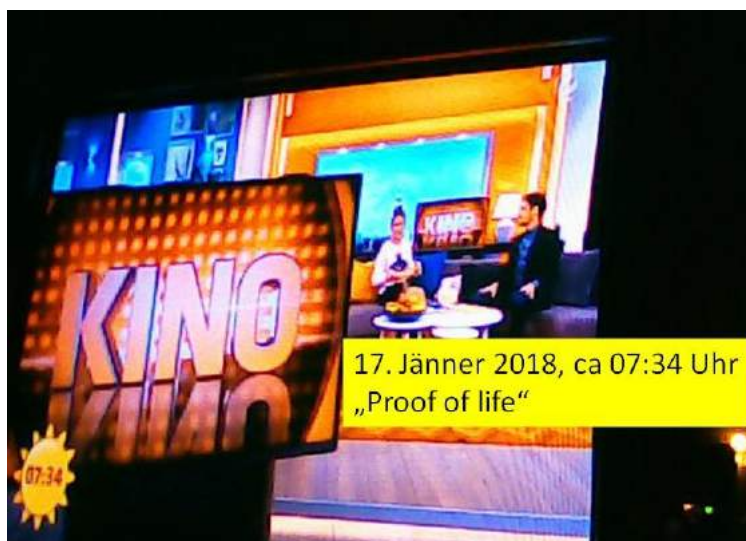 KINO
KINO
17. Jänner 2018, ca 07:34 Uhr
„Proof of life“
07:34